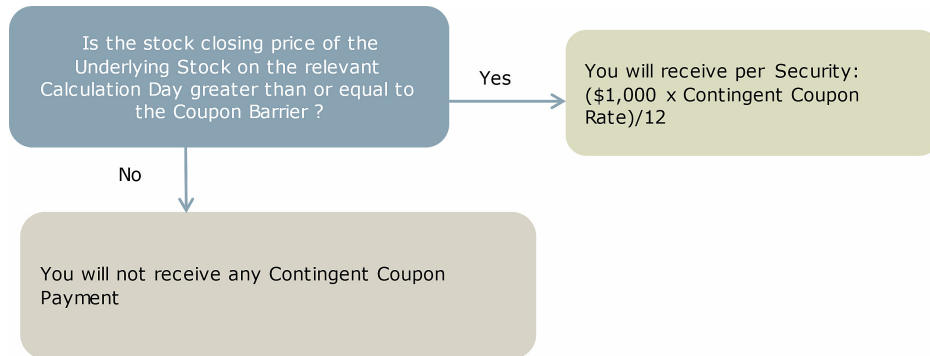 Is the stock closing price of the
Underlying Stock on the relevant
Calculation Day greater than or equal to
the Coupon Barrier ?
Yes
You will receive per Security:
($1,000 x Contingent Coupon
Rate)/12
No
You will not receive any Contingent Coupon
Payment